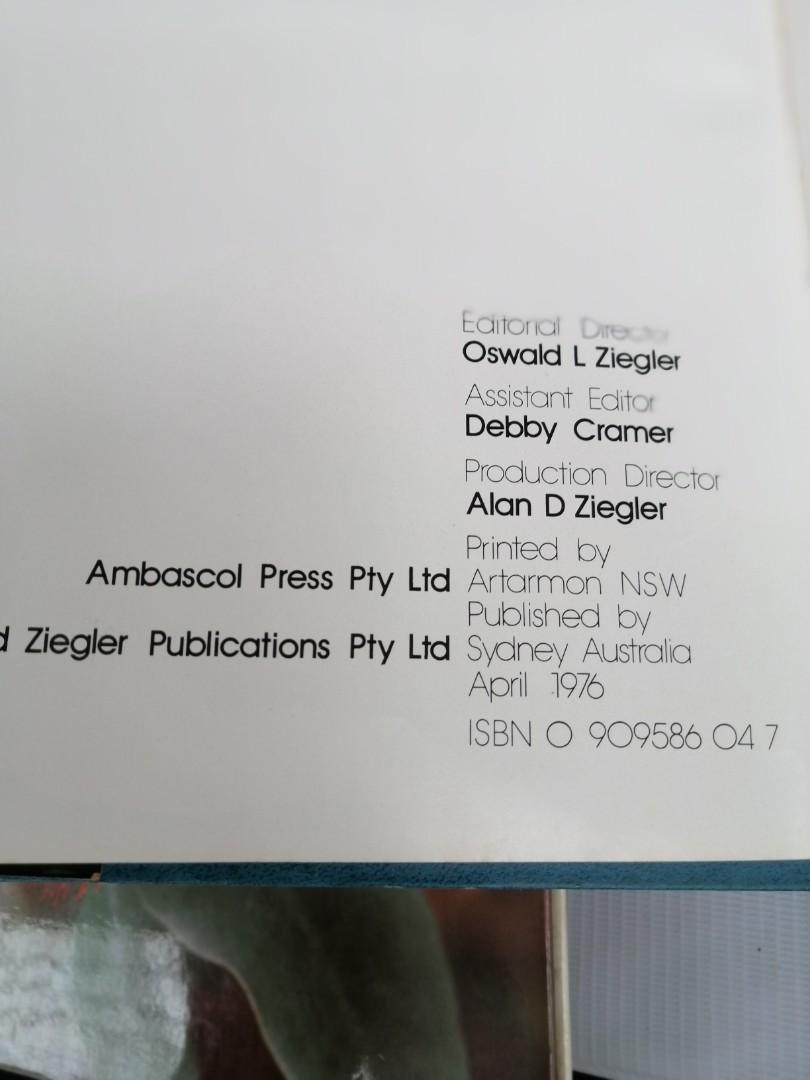 Editorial Director
Oswald L Ziegler
Assistant Editor
Debby Cramer
Production Director
Alan D Ziegler
Printed by
Ambascol Press Pty Ltd Artarmon NSW
Published by
d Ziegler Publications Pty Ltd Sydney Australia
April 1976
ISBN 0 909586 04 7